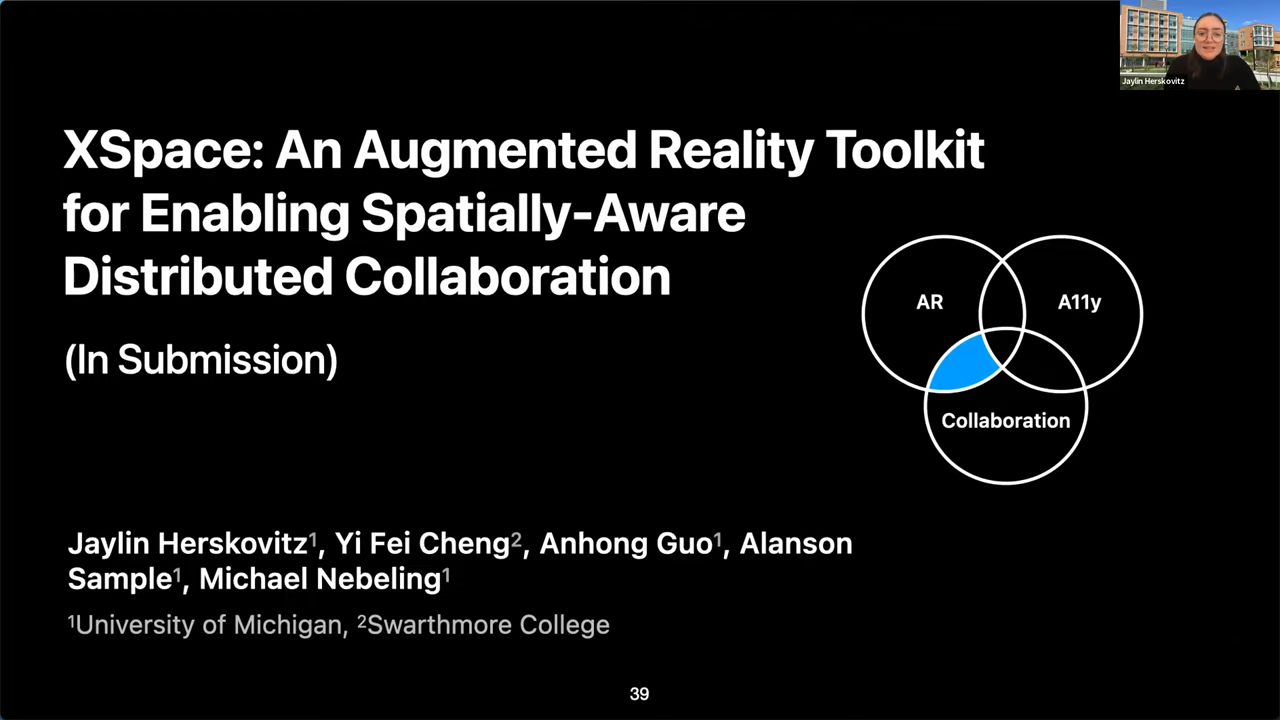 Jaylin Herskovitz
XSpace: An Augmented Reality Toolkit
for Enabling Spatially-Aware
Distributed Collaboration
(In Submission)
AR
A11y
Collaboration
Jaylin Herskovitz¹, Yi Fei Cheng², Anhong Guo¹, Alanson
Sample¹, Michael Nebeling¹
¹University of Michigan, ²Swarthmore College
39